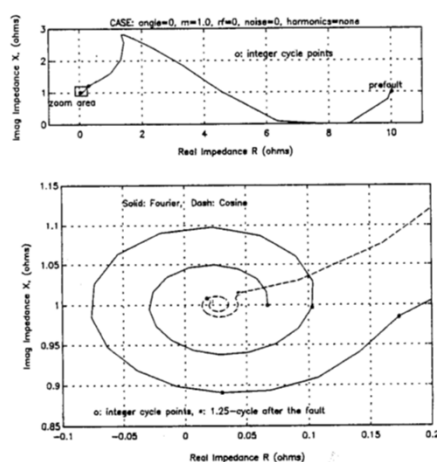 CASE: angle=0, m=1.0, rf=0, noise=0, harmonics=none
Imag Impedance X, (ohms)
3
2
1
0
o: integer cycle points
prefault
zoom area
0 2 4 6 8 10
Real Impedance R (ohms)
Imag Impedance X, (ohms)
1.15
1.1
1.05
1
0.95
0.9
0.85
Solid: Fourier, Dash: Cosine
o: integer cycle points, *: 1.25-cycle after the fault
-0.1 -0.05 0 0.05 0.1 0.15 0.2
Real Impedance R (ohms)